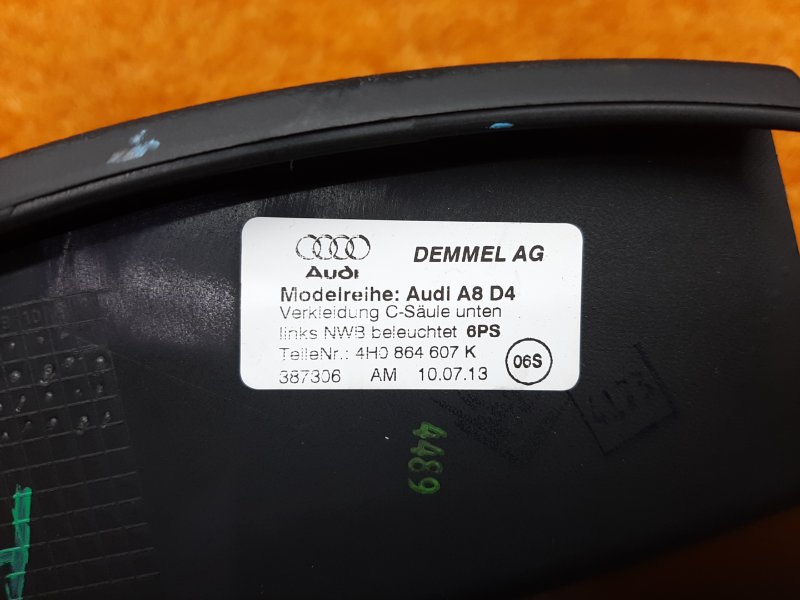 Audi
DEMMEL AG
Modelreihe: Audi A8 D4
Verkleidung C-Säule unten
links NWB beleuchtet 6PS
TeileNr.: 4H0 864 607 K
06S
387306 AM 10.07.13
4489